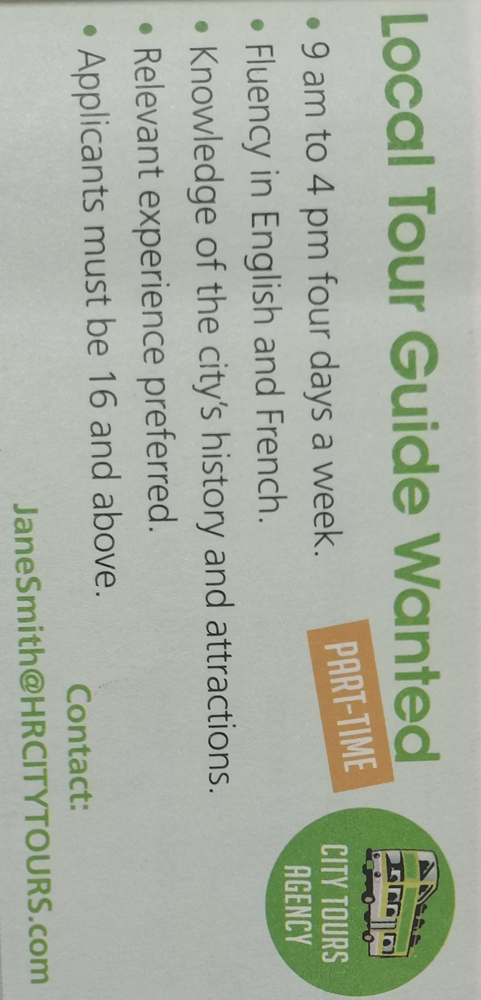 Local Tour Guide Wanted
PART-TIME
CITY TOURS
AGENCY
• 9 am to 4 pm four days a week.
• Fluency in English and French.
• Knowledge of the city's history and attractions.
• Relevant experience preferred.
• Applicants must be 16 and above.
Contact:
JaneSmith@HRCITYTOURS.com